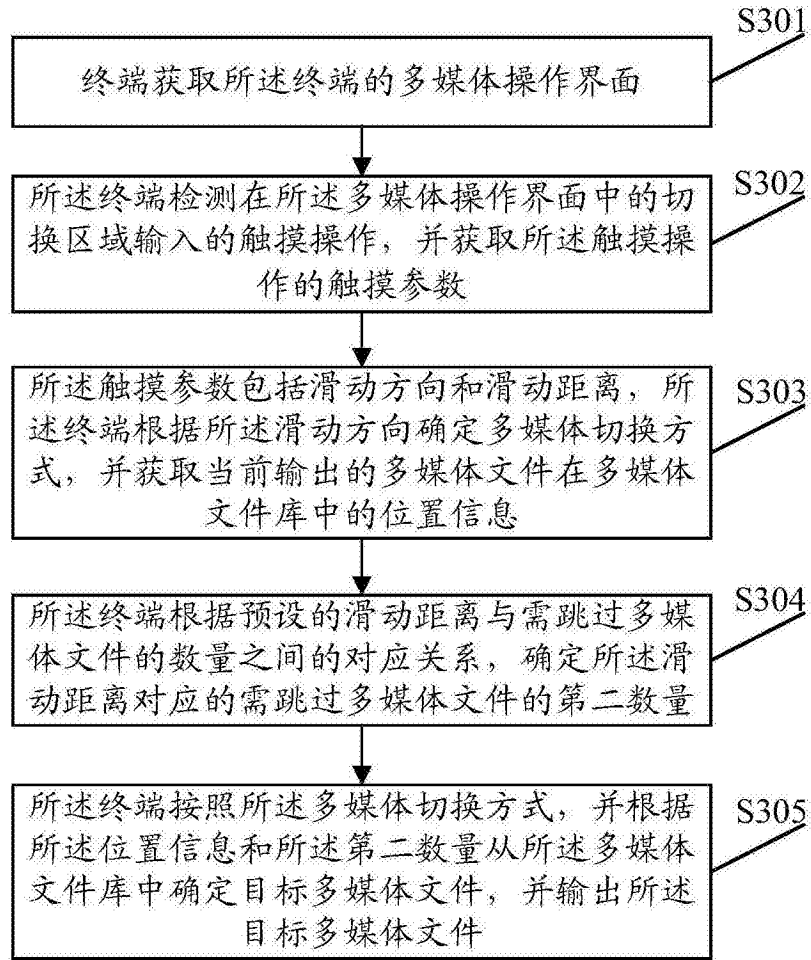 S301
终端获取所述终端的多媒体操作界面
S302
所述终端检测在所述多媒体操作界面中的切
换区域输入的触摸操作，并获取所述触摸操
作的触摸参数
S303
所述触摸参数包括滑动方向和滑动距离，所
述终端根据所述滑动方向确定多媒体切换方
式，并获取当前输出的多媒体文件在多媒体
文件库中的位置信息
S304
所述终端根据预设的滑动距离与需跳过多媒
体文件的数量之间的对应关系，确定所述滑
动距离对应的需跳过多媒体文件的第二数量
S305
所述终端按照所述多媒体切换方式，并根据
所述位置信息和所述第二数量从所述多媒体
文件库中确定目标多媒体文件，并输出所述
目标多媒体文件